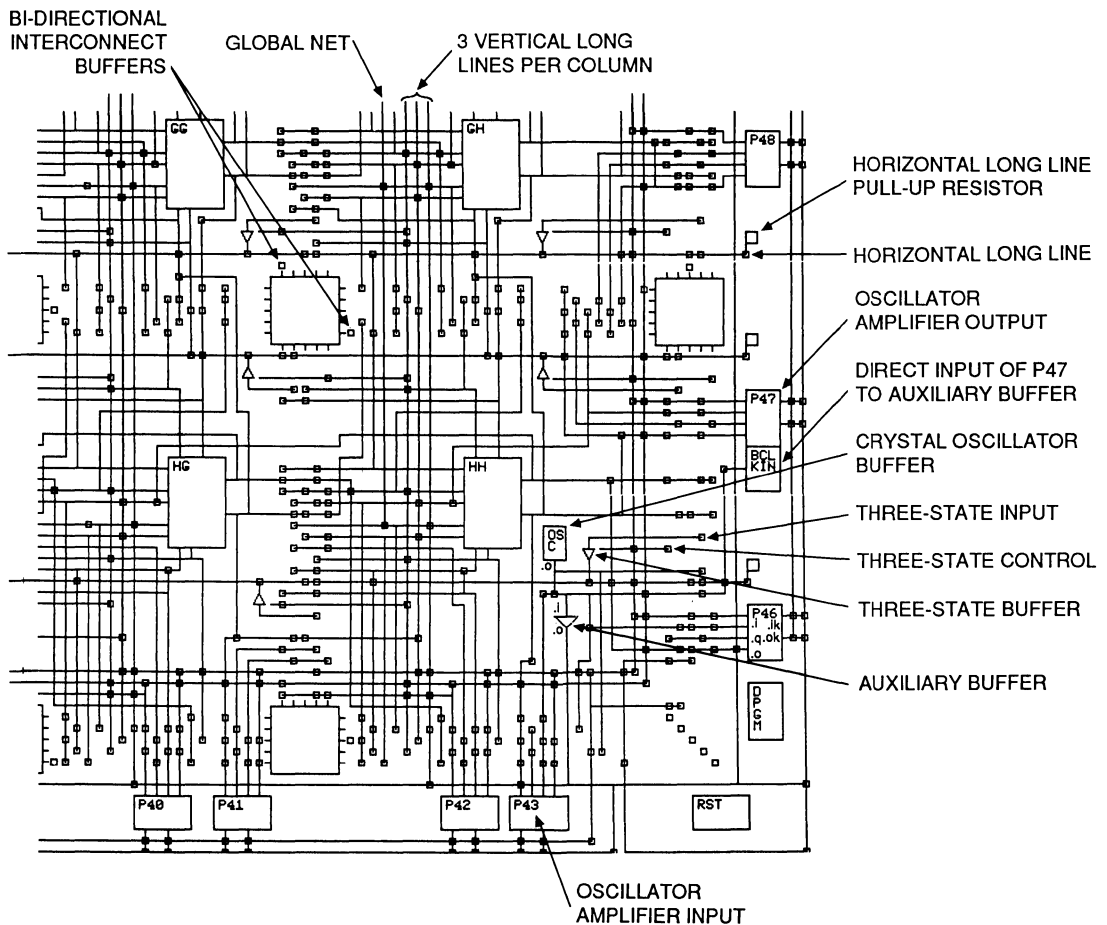 BI-DIRECTIONAL
INTERCONNECT
BUFFERS
GLOBAL NET
3 VERTICAL LONG
LINES PER COLUMN
GG
GH
P48
HORIZONTAL LONG LINE
PULL-UP RESISTOR
HORIZONTAL LONG LINE
OSCILLATOR
AMPLIFIER OUTPUT
P47
DIRECT INPUT OF P47
TO AUXILIARY BUFFER
BCL
KIN
CRYSTAL OSCILLATOR
BUFFER
HG
HH
OS
C
.o
THREE-STATE INPUT
THREE-STATE CONTROL
THREE-STATE BUFFER
.i
.o
P46
.i .ik
.q.ok
.o
AUXILIARY BUFFER
D
P
G
M
P40
P41
P42
P43
RST
OSCILLATOR
AMPLIFIER INPUT